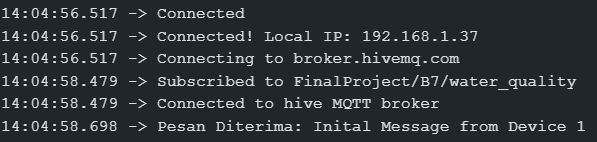 14:04:56.517 -> Connected
14:04:56.517 -> Connected! Local IP: 192.168.1.37
14:04:56.517 -> Connecting to broker.hivemq.com
14:04:58.479 -> Subscribed to FinalProject/B7/water_quality
14:04:58.479 -> Connected to hive MQTT broker
14:04:58.698 -> Pesan Diterima: Inital Message from Device 1